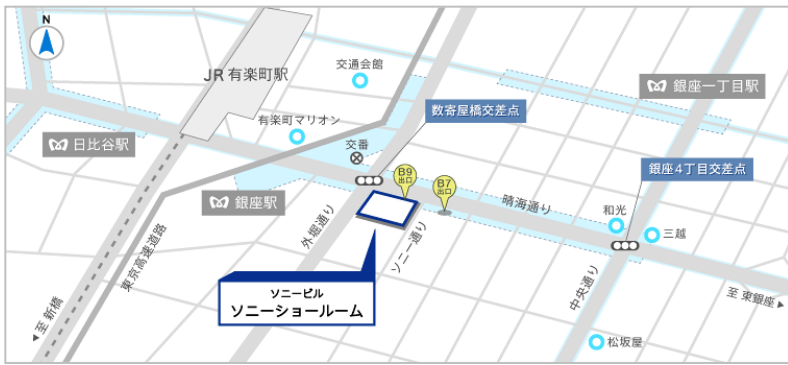 N
JR 有楽町駅
交通会館
銀座一丁目駅
有楽町マリオン
数寄屋橋交差点
日比谷駅
交番
銀座4丁目交差点
B9
出口
B7
出口
銀座駅
晴海通り
和光
三越
外堀通り
ソニー通り
東京高速道路
中央通り
ソニービル
ソニーショールーム
至 新橋
至 東銀座
松坂屋